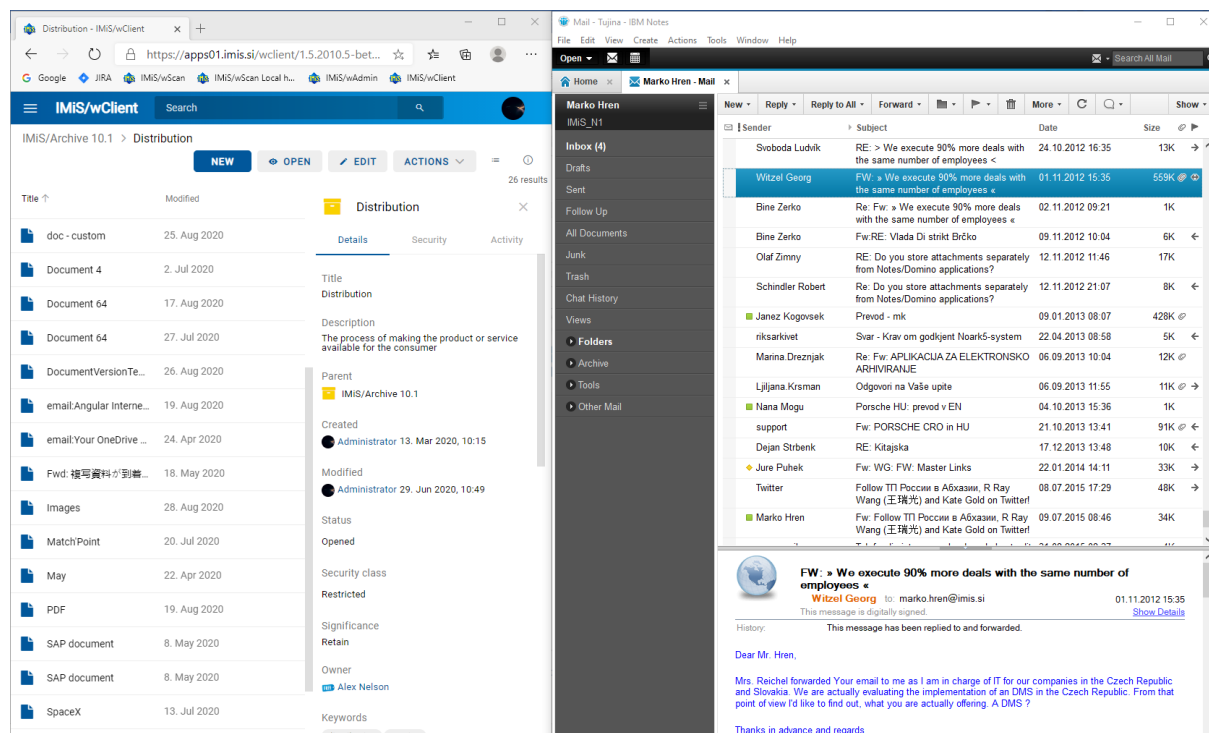 Distribution - IMiS/wClient
https://apps01.imis.si/wclient/1.5.2010.5-bet...
Google JIRA IMiS/wScan IMiS/wScan Local h... IMiS/wAdmin IMiS/wClient
IMiS/wClient Search
IMiS/Archive 10.1 > Distribution
NEW OPEN EDIT ACTIONS
26 results
Title Modified
doc - custom 25. Aug 2020
Document 4 2. Jul 2020
Document 64 17. Aug 2020
Document 64 27. Jul 2020
DocumentVersionTe... 26. Aug 2020
email:Angular Interne... 19. Aug 2020
email:Your OneDrive ... 24. Apr 2020
Fwd: 複写資料が到着... 18. May 2020
Images 28. Aug 2020
Match'Point 20. Jul 2020
May 22. Apr 2020
PDF 19. Aug 2020
SAP document 8. May 2020
SAP document 8. May 2020
SpaceX 13. Jul 2020
Distribution
Details Security Activity
Title
Distribution
Description
The process of making the product or service
available for the consumer
Parent
IMiS/Archive 10.1
Created
Administrator 13. Mar 2020, 10:15
Modified
Administrator 29. Jun 2020, 10:49
Status
Opened
Security class
Restricted
Significance
Retain
Owner
Alex Nelson
Keywords
Mail - Tujina - IBM Notes
File Edit View Create Actions Tools Window Help
Open Search All Mail
Home Marko Hren - Mail
Marko Hren
IMiS_N1
Inbox (4)
Drafts
Sent
Follow Up
All Documents
Junk
Trash
Chat History
Views
Folders
Archive
Tools
Other Mail
New Reply Reply to All Forward More Show
! Sender Subject Date Size
Svoboda Ludvík RE: > We execute 90% more deals with 24.10.2012 16:35 13K
the same number of employees <
Witzel Georg FW: » We execute 90% more deals with 01.11.2012 15:35 559K
the same number of employees «
Bine Zerko Re: Fw: » We execute 90% more deals 02.11.2012 09:21 1K
with the same number of employees «
Bine Zerko Fw:RE: Vlada Di strikt Brčko 09.11.2012 10:04 6K
Olaf Zimny RE: Do you store attachments separately 12.11.2012 11:46 17K
from Notes/Domino applications?
Schindler Robert Re: Do you store attachments separately 12.11.2012 21:07 8K
from Notes/Domino applications?
Janez Kogovsek Prevod - mk 09.01.2013 08:07 428K
riksarkivet Svar - Krav om godkjent Noark5-system 22.04.2013 08:58 5K
Marina.Dreznjak Re: Fw: APLIKACIJA ZA ELEKTRONSKO 06.09.2013 10:04 12K
ARHIVIRANJE
Ljiljana.Krsman Odgovori na Vaše upite 06.09.2013 11:55 11K
Nana Mogu Porsche HU: prevod v EN 04.10.2013 15:36 1K
support Fw: PORSCHE CRO in HU 21.10.2013 13:41 91K
Dejan Strbenk RE: Kitajska 17.12.2013 13:48 10K
Jure Puhek Fw: WG: FW: Master Links 22.01.2014 14:11 33K
Twitter Follow ТП России в Абхазии, R Ray 08.07.2015 17:29 48K
Wang (王瑞光) and Kate Gold on Twitter!
Marko Hren Fw: Follow ТП России в Абхазии, R Ray 09.07.2015 08:46 34K
Wang (王瑞光) and Kate Gold on Twitter!
FW: » We execute 90% more deals with the same number of
employees «
Witzel Georg to: marko.hren@imis.si 01.11.2012 15:35
This message is digitally signed. Show Details
History: This message has been replied to and forwarded.
Dear Mr. Hren,
Mrs. Reichel forwarded Your email to me as I am in charge of IT for our companies in the Czech Republic
and Slovakia. We are actually evaluating the implementation of an DMS in the Czech Republic. From that
point of view I'd like to find out, what you are actually offering. A DMS ?
Thanks in advance and regards